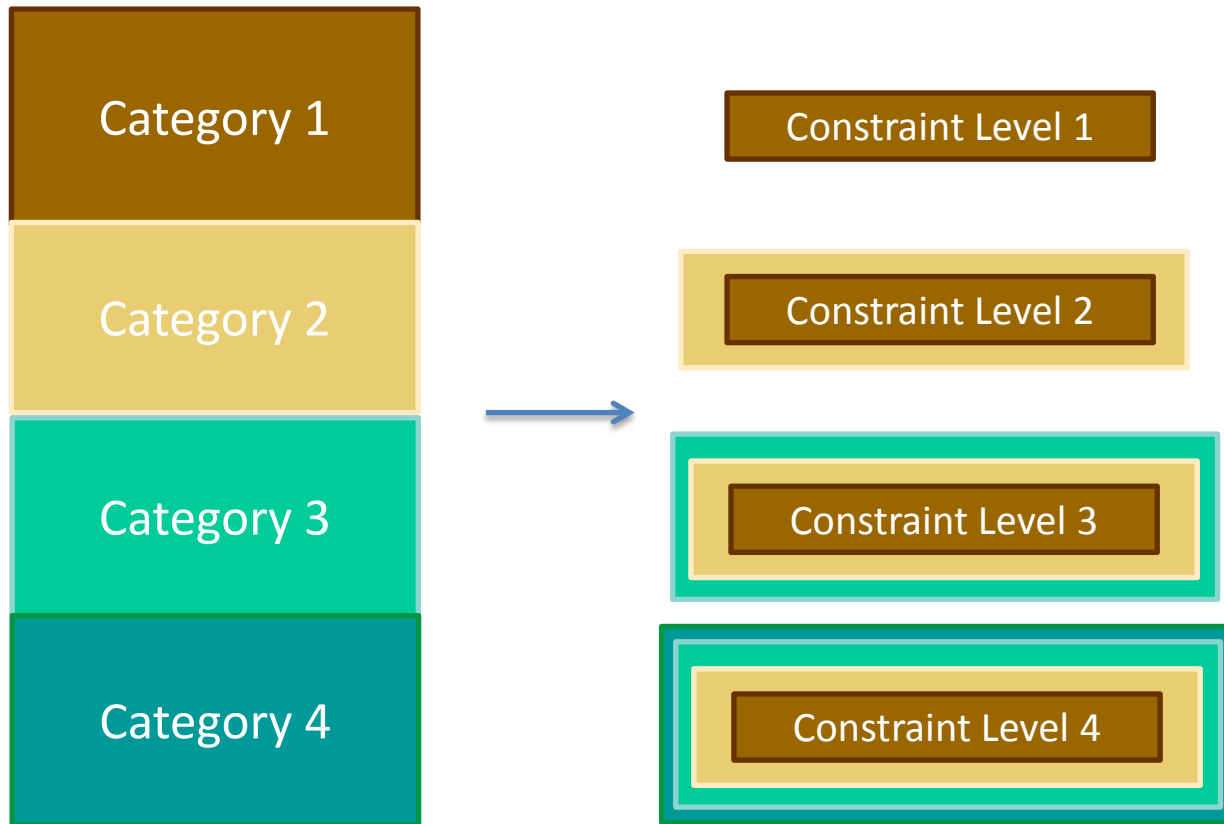 Category 1
Constraint Level 1
Category 2
Constraint Level 2
Category 3
Constraint Level 3
Category 4
Constraint Level 4